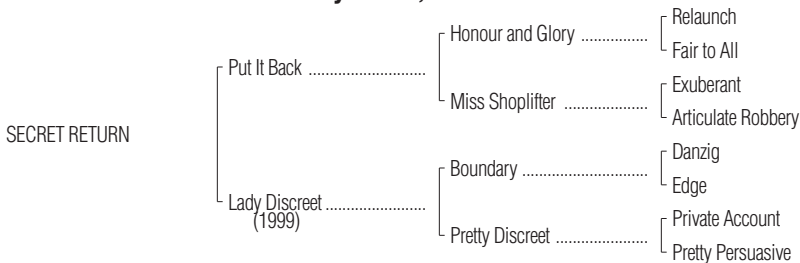 Relaunch
Honour and Glory ................
Fair to All
Put It Back ............................
Exuberant
Miss Shoplifter ....................
Articulate Robbery
SECRET RETURN
Danzig
Boundary ..............................
Edge
Lady Discreet ........................
(1999)
Private Account
Pretty Discreet ......................
Pretty Persuasive